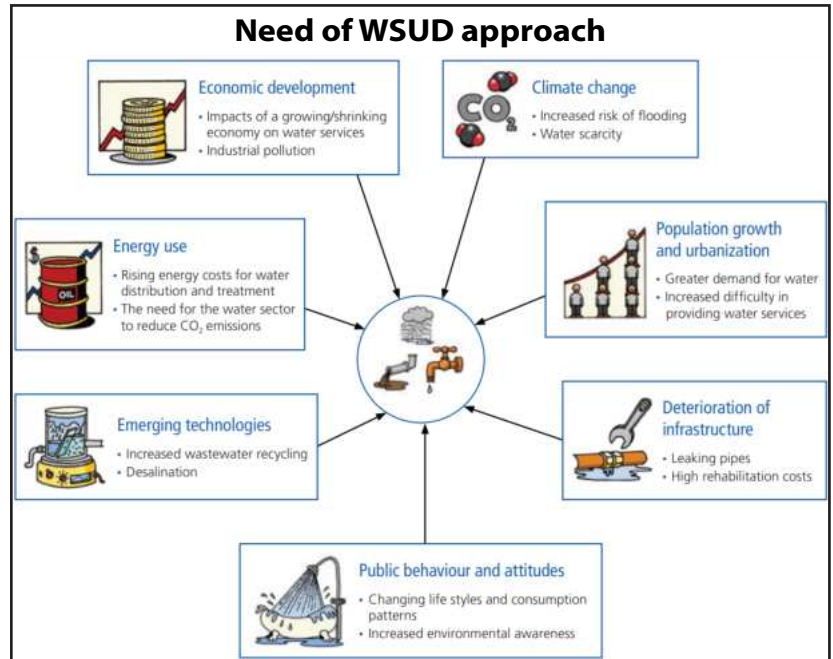 Need of WSUD approach
Economic development
• Impacts of a growing/shrinking
economy on water services
• Industrial pollution
CO2
Climate change
• Increased risk of flooding
• Water scarcity
$
OIL
Energy use
• Rising energy costs for water
distribution and treatment
• The need for the water sector
to reduce CO2 emissions
Population growth
and urbanization
• Greater demand for water
• Increased difficulty in
providing water services
Emerging technologies
• Increased wastewater recycling
• Desalination
Deterioration of
infrastructure
• Leaking pipes
• High rehabilitation costs
Public behaviour and attitudes
• Changing life styles and consumption
patterns
• Increased environmental awareness